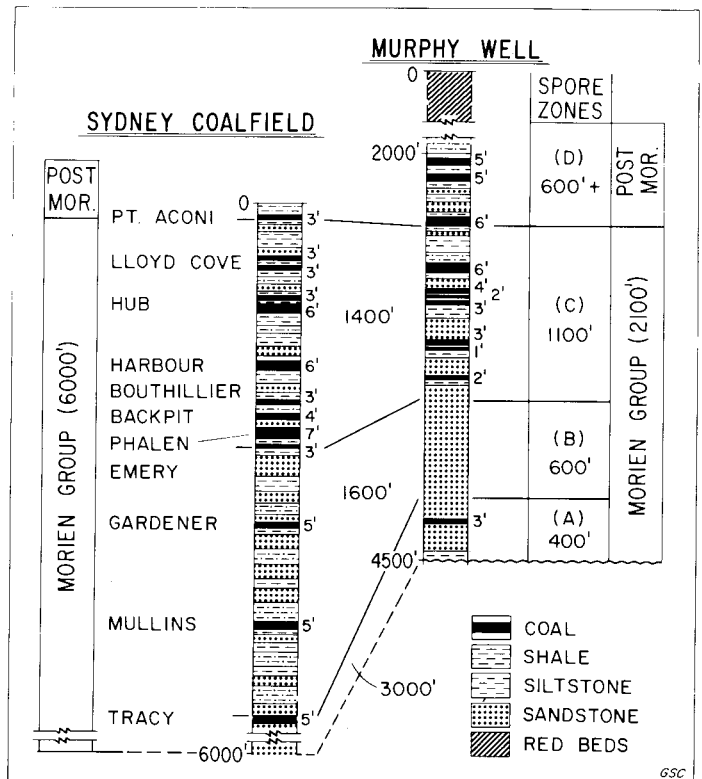 MURPHY WELL
SYDNEY COALFIELD
POST
MOR.
MORIEN GROUP (6000')
PT. ACONI
LLOYD COVE
HUB
HARBOUR
BOUTHILLIER
BACKPIT
PHALEN
EMERY
GARDENER
MULLINS
TRACY
0
3'
3'
3'
3'
6'
6'
3'
4'
7'
3'
5'
5'
5'
6000'
1400'
1600'
3000'
0
2000'
5'
5'
6'
6'
4'
2'
3'
3'
1'
2'
3'
4500'
SPORE
ZONES
(D)
600'+
(C)
1100'
(B)
600'
(A)
400'
POST
MOR.
MORIEN GROUP (2100')
COAL
SHALE
SILTSTONE
SANDSTONE
RED BEDS
GSC